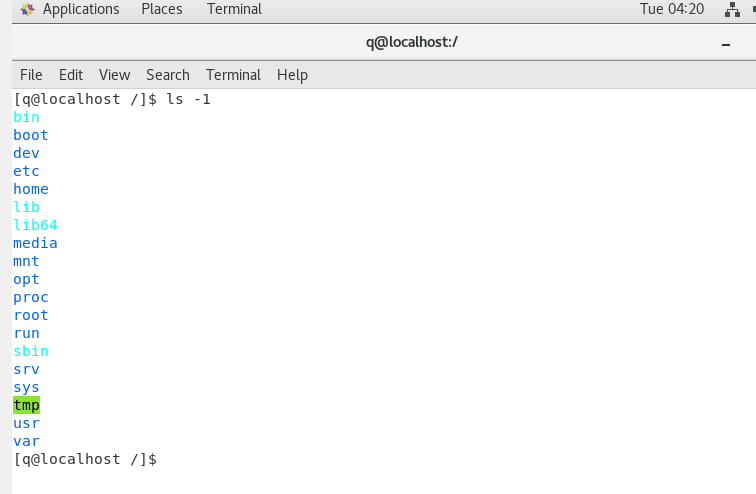 Applications Places Terminal Tue 04:20
q@localhost:/
File Edit View Search Terminal Help
[q@localhost /]$ ls -1
bin
boot
dev
etc
home
lib
lib64
media
mnt
opt
proc
root
run
sbin
srv
sys
tmp
usr
var
[q@localhost /]$